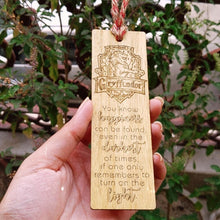 Gryffindor
You know
happiness
can be found
even in the
darkest
of times,
if one only
remembers to
turn on the
light